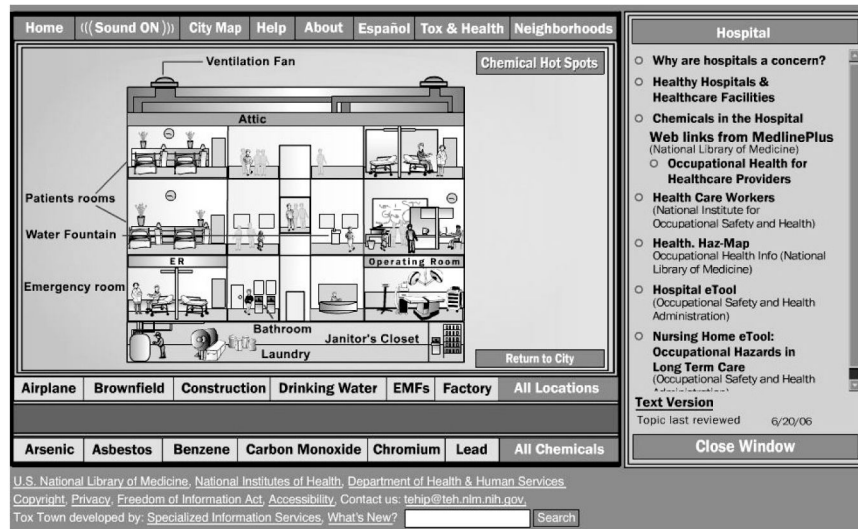 Home (((Sound ON))) City Map Help About Español Tox & Health Neighborhoods
Ventilation Fan
Chemical Hot Spots
Attic
Patients rooms
Water Fountain
ER
Operating Room
Emergency room
Bathroom
Janitor's Closet
Laundry
Return to City
Airplane Brownfield Construction Drinking Water EMFs Factory All Locations
Arsenic Asbestos Benzene Carbon Monoxide Chromium Lead All Chemicals
Hospital
Why are hospitals a concern?
Healthy Hospitals &
Healthcare Facilities
Chemicals in the Hospital
Web links from MedlinePlus
(National Library of Medicine)
Occupational Health for
Healthcare Providers
Health Care Workers
(National Institute for
Occupational Safety and Health)
Health. Haz-Map
Occupational Health Info (National
Library of Medicine)
Hospital eTool
(Occupational Safety and Health
Administration)
Nursing Home eTool:
Occupational Hazards in
Long Term Care
(Occupational Safety and Health
Text Version
Topic last reviewed 6/20/06
Close Window
U.S. National Library of Medicine, National Institutes of Health, Department of Health & Human Services
Copyright, Privacy, Freedom of Information Act, Accessibility, Contact us: tehip@teh.nlm.nih.gov,
Tox Town developed by: Specialized Information Services, What's New? Search